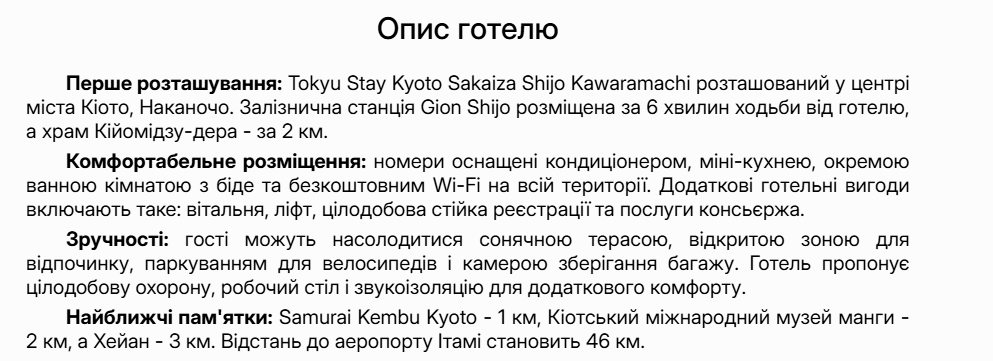 Опис готелю
Перше розташування: Tokyu Stay Kyoto Sakaiza Shijo Kawaramachi розташований у центрі
міста Кіото, Наканочо. Залізнична станція Gion Shijo розміщена за 6 хвилин ходьби від готелю,
а храм Кійомідзу-дера - за 2 км.
Комфортабельне розміщення: номери оснащені кондиціонером, міні-кухнею, окремою
ванною кімнатою з біде та безкоштовним Wi-Fi на всій території. Додаткові готельні вигоди
включають таке: вітальня, ліфт, цілодобова стійка реєстрації та послуги консьєржа.
Зручності: гості можуть насолодитися сонячною терасою, відкритою зоною для
відпочинку, паркуванням для велосипедів і камерою зберігання багажу. Готель пропонує
цілодобову охорону, робочий стіл і звукоізоляцію для додаткового комфорту.
Найближчі пам'ятки: Samurai Kembu Kyoto - 1 км, Кіотський міжнародний музей манги -
2 км, а Хейан - 3 км. Відстань до аеропорту Ітамі становить 46 км.